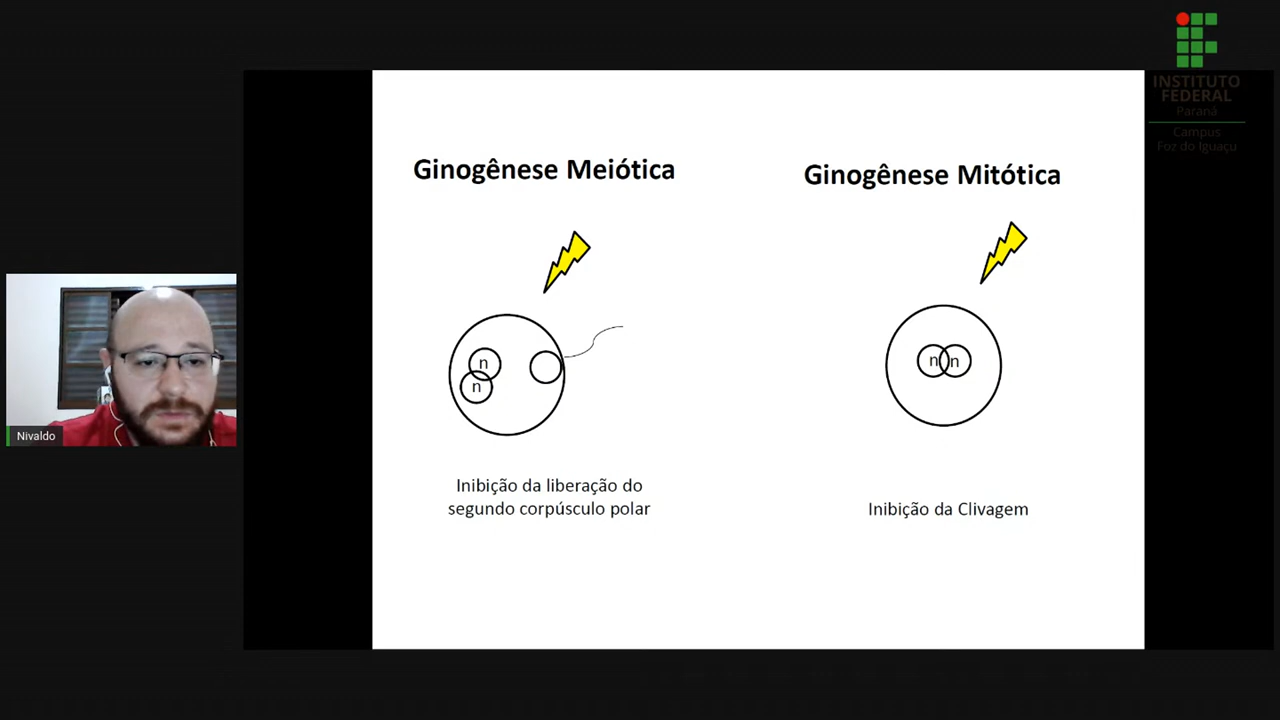 INSTITUTO
FEDERAL
Paraná
Campus
Foz do Iguaçu
Ginogênese Meiótica
Ginogênese Mitótica
n
n
n
n
Inibição da liberação do
segundo corpúsculo polar
Inibição da Clivagem
Nivaldo